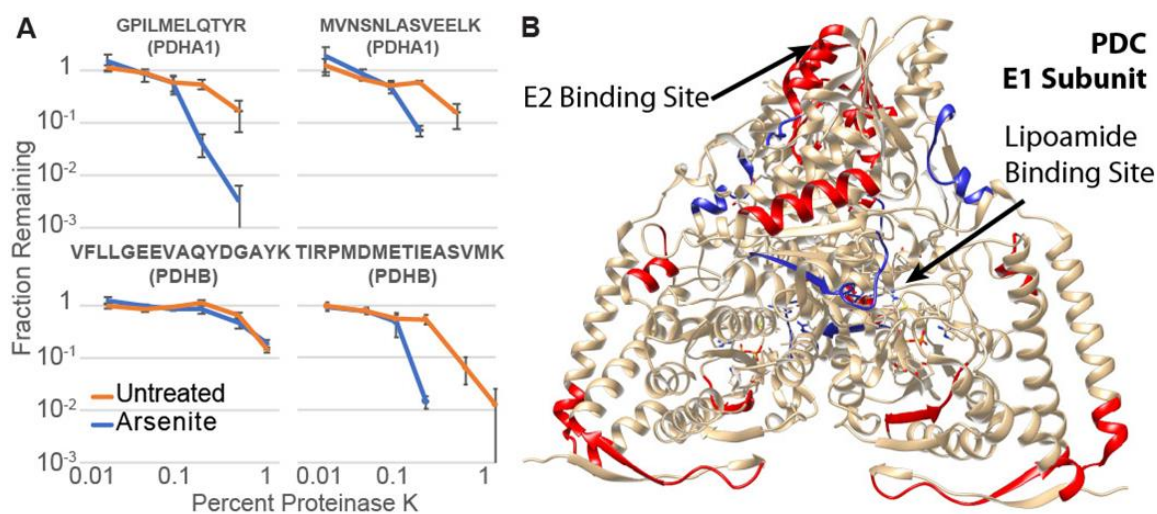 A
GPILMELQTYR
(PDHA1)
MVNSNLASVEELK
(PDHA1)
Fraction Remaining
1
10-1
10-2
10-3
VFLLGEEVAQYDGAYK
(PDHB)
TIRPMDMETIEASVMK
(PDHB)
1
10-1
10-2
10-3
Untreated
Arsenite
0.01 0.1 1
0.01 0.1 1
Percent Proteinase K
B
PDC
E1 Subunit
E2 Binding Site
Lipoamide
Binding Site